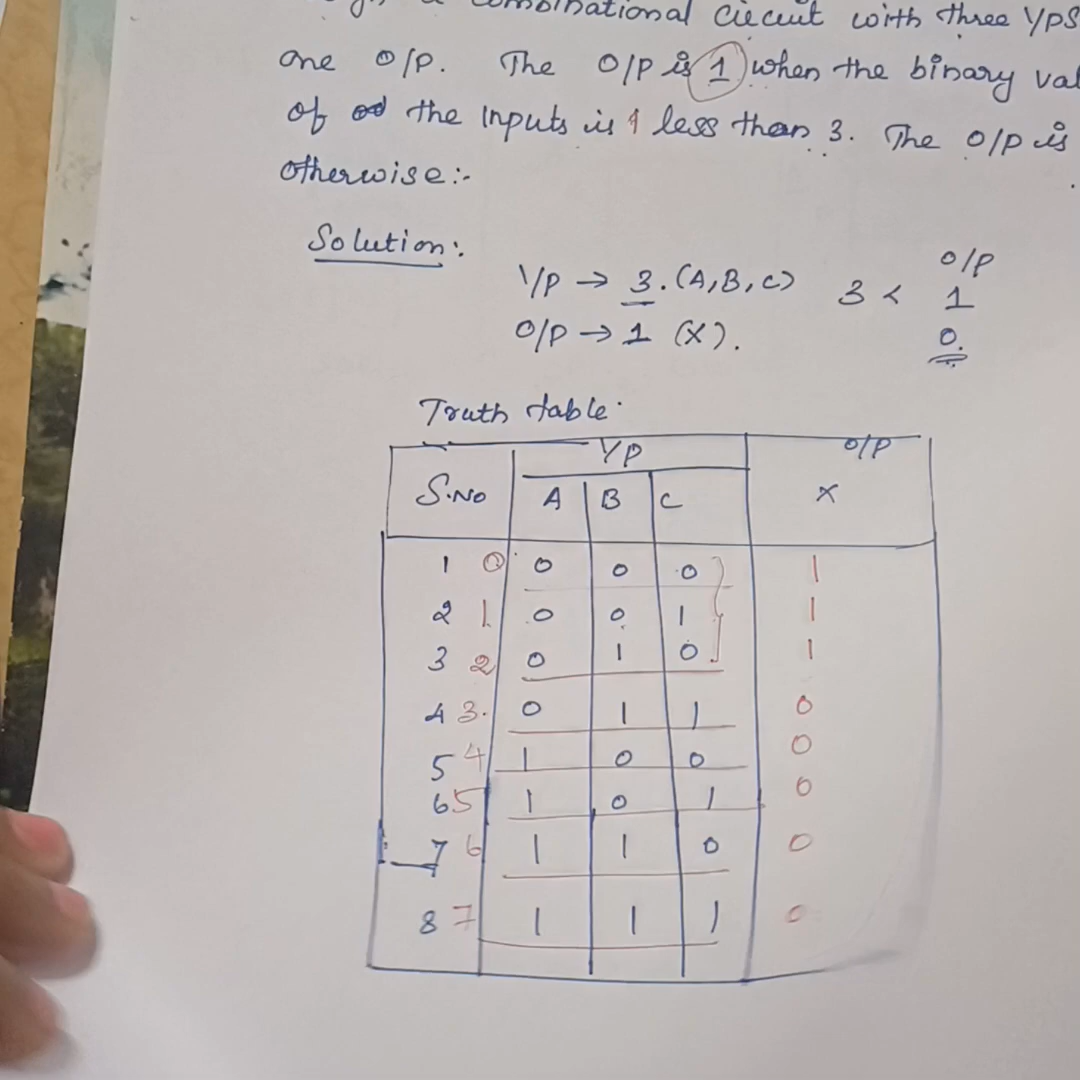 a combinational circuit with three I/PS
one O/P. The O/P is 1 when the binary val
of the inputs is less than 3. The O/P is
otherwise:-
Solution:
I/P → 3. (A, B, C) 3 < O/P 1
O/P → 1 (X). 0.
Truth table
S.No I/P O/P
A B C X
1 0 0 0 0 1
2 1. 0 0 1 1
3 2 0 1 0 1
4 3. 0 1 1 0
5 4 1 0 0 0
6 5 1 0 1 0
7 6 1 1 0 0
8 7 1 1 1 0